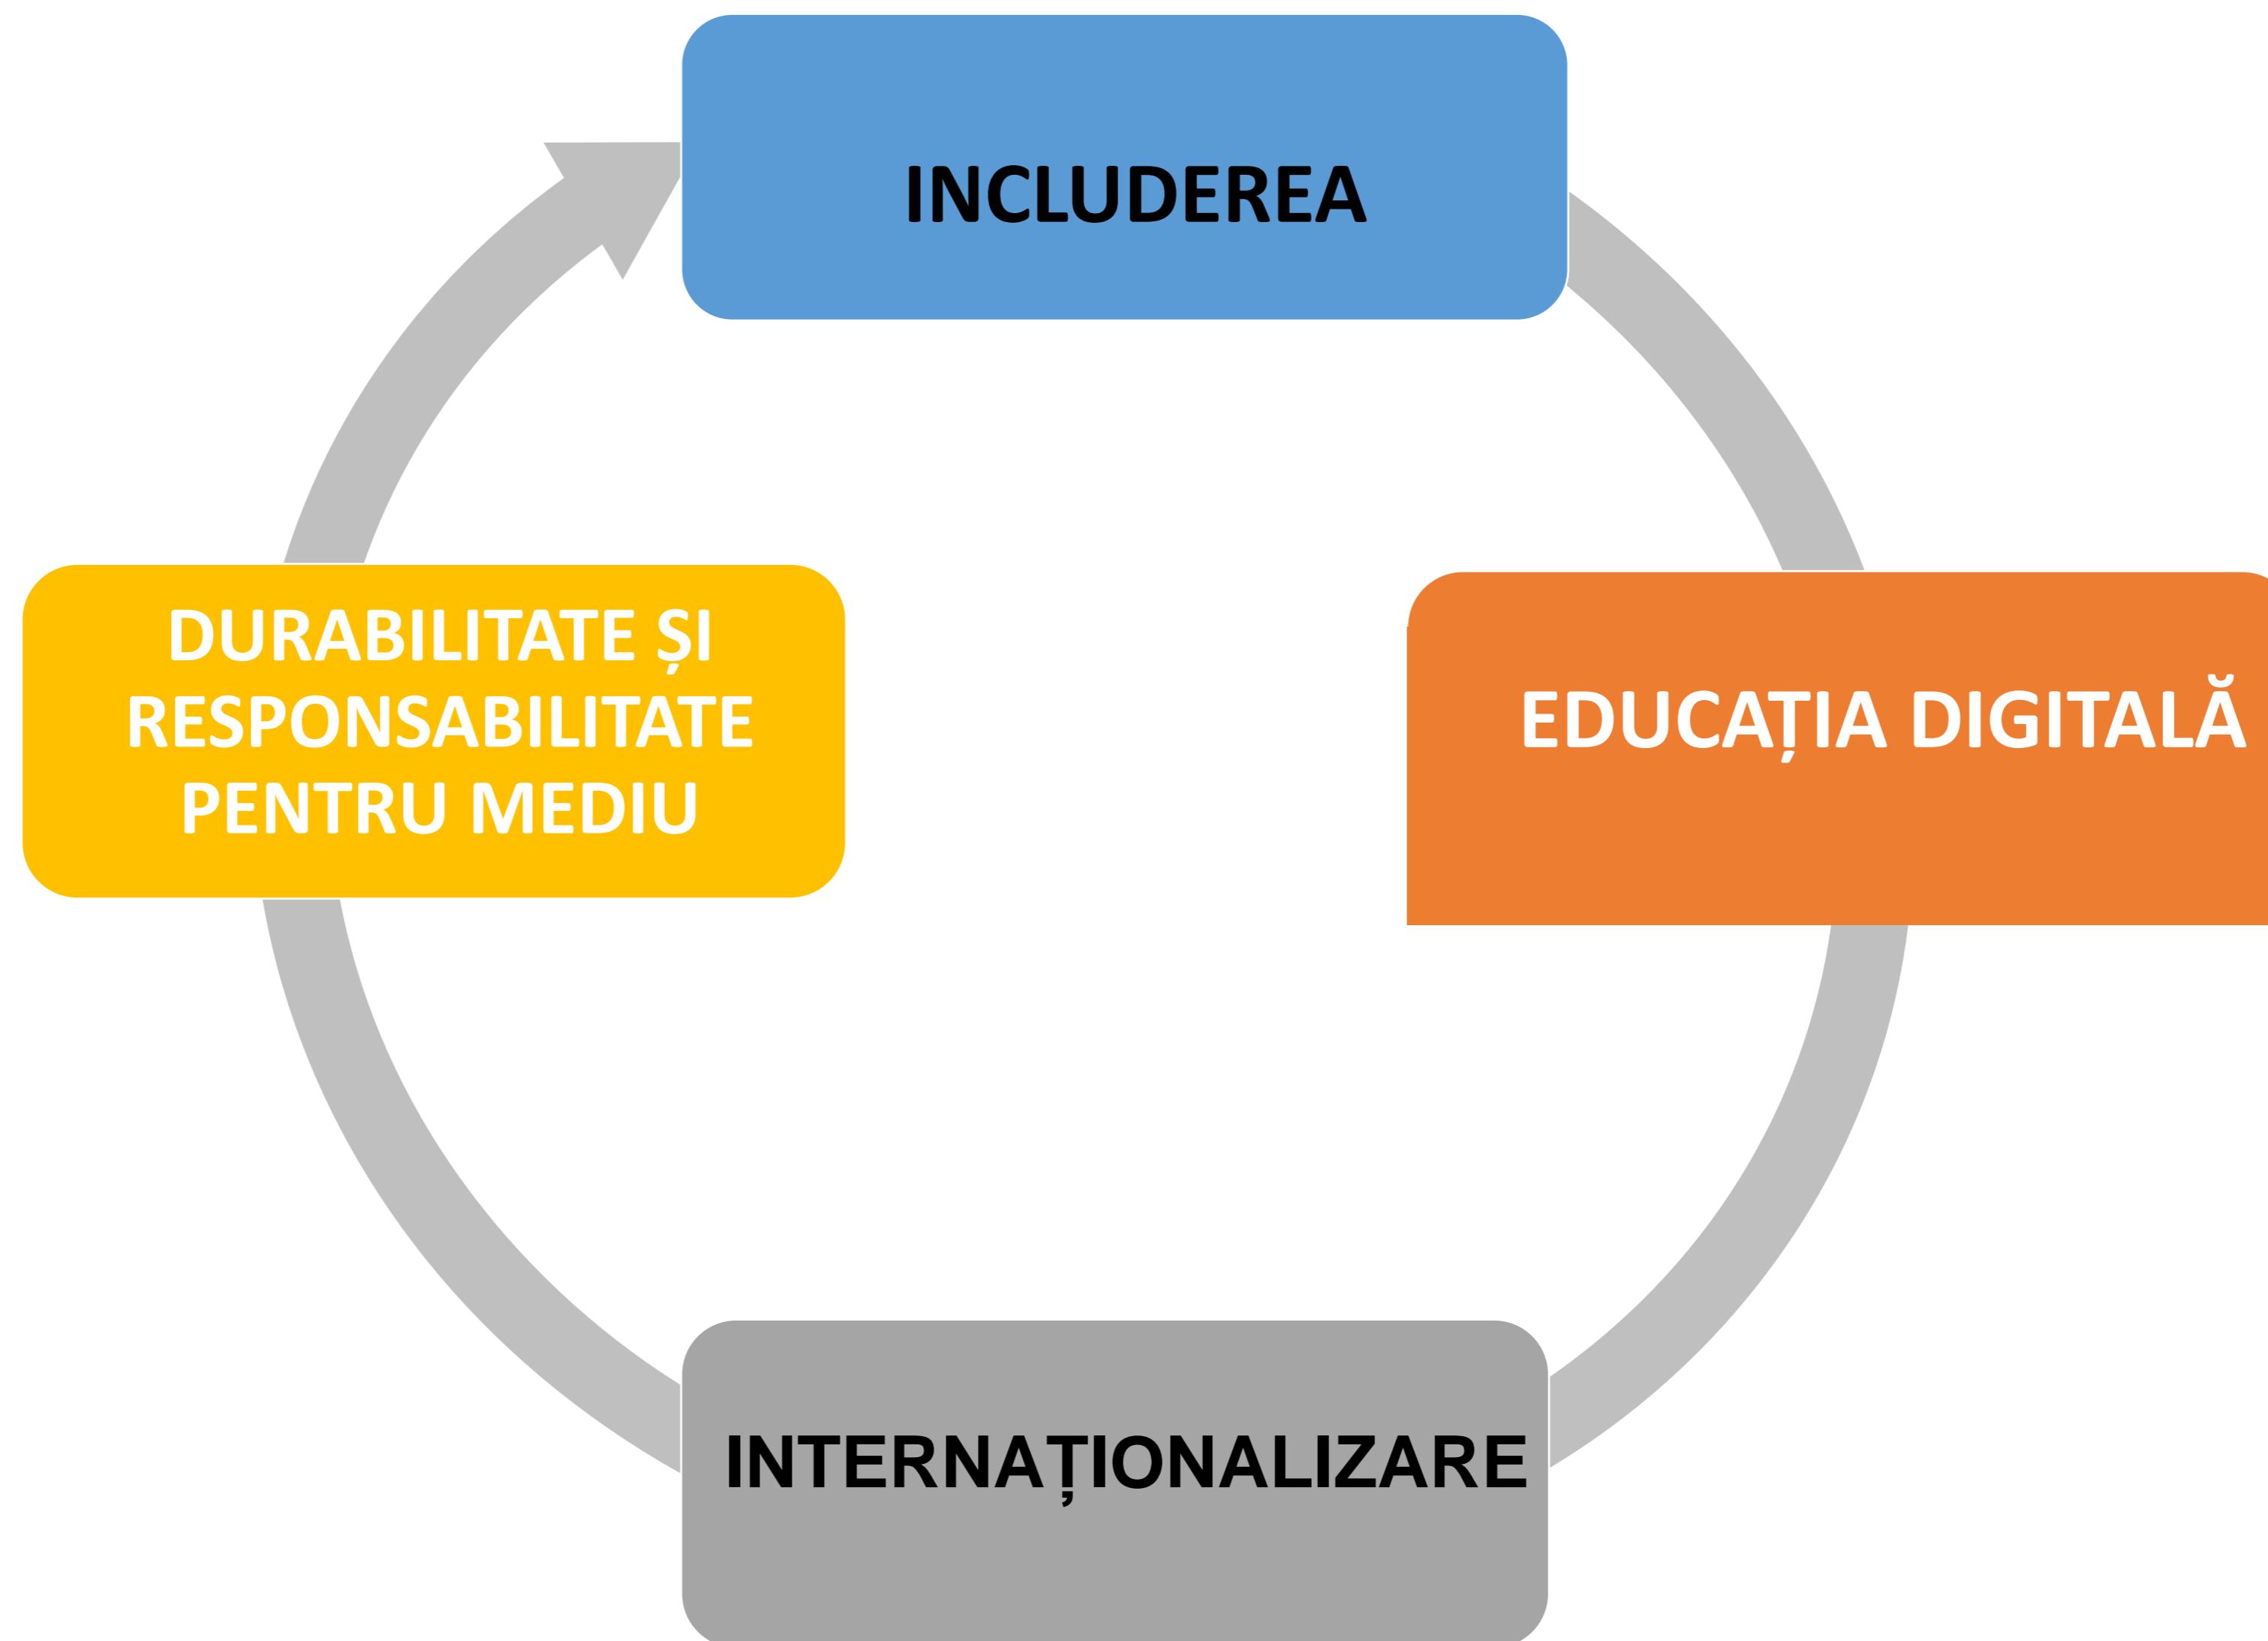 INCLUDEREA
DURABILITATE ȘI
RESPONSABILITATE
PENTRU MEDIU
EDUCAȚIA DIGITALĂ
INTERNAȚIONALIZARE